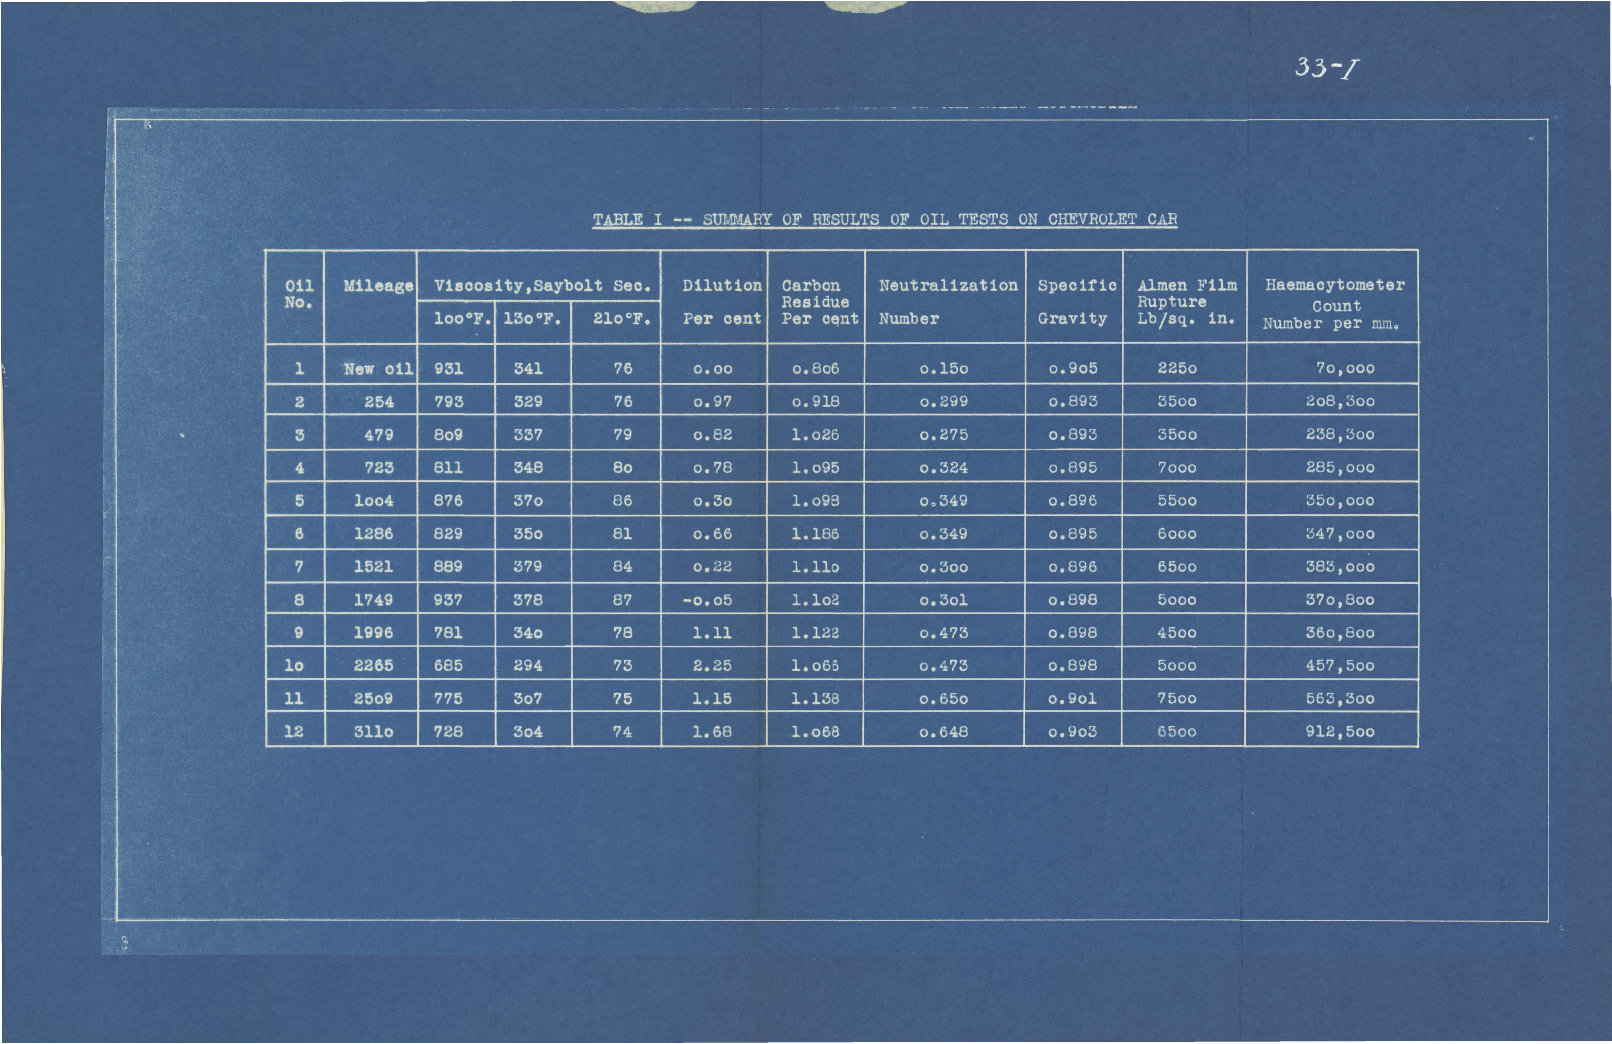 33-I
TABLE I -- SUMMARY OF RESULTS OF OIL TESTS ON CHEVROLET CAR
Oil No. Mileage Viscosity,Saybolt Sec. Dilution Per cent Carbon Residue Per cent Neutralization Number Specific Gravity Almen Film Rupture Lb/sq. in. Haemacytometer Count Number per mm.
loo°F. l3o°F. 2lo°F.
1 New oil 931 341 76 o.oo o.8o6 o.15o o.9o5 225o 7o,ooo
2 254 793 329 76 o.97 o.918 o.299 o.893 35oo 2o8,3oo
3 479 8o9 337 79 o.82 1.o26 o.275 o.893 35oo 238,3oo
4 723 811 348 8o o.78 1.o95 o.324 o.895 7ooo 285,ooo
5 1oo4 876 37o 86 o.3o 1.o98 o.349 o.896 55oo 35o,ooo
6 1286 829 35o 81 o.66 1.186 o.349 o.895 6ooo 347,ooo
7 1521 889 379 84 o.22 1.11o o.3oo o.896 65oo 383,ooo
8 1749 937 378 87 -o.o5 1.1o2 o.3o1 o.898 5ooo 37o,8oo
9 1996 781 34o 78 1.11 1.122 o.473 o.898 45oo 36o,8oo
1o 2265 685 294 73 2.25 o.473 o.898 5ooo 457,5oo
11 25o9 775 3o7 75 1.15 1.138 o.65o o.9o1 75oo 563,3oo
12 311o 728 3o4 74 1.68 1.o68 o.648 o.9o3 65oo 912,5oo